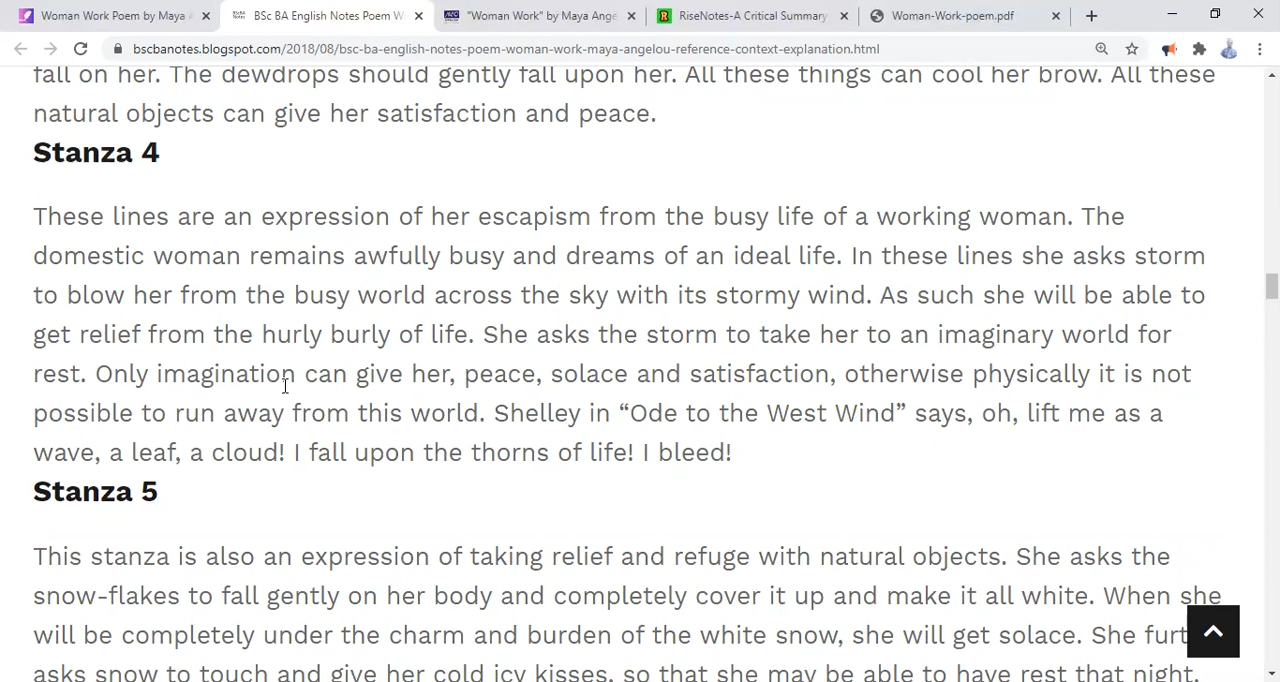 Woman Work Poem by Maya A
BSc BA English Notes Poem W
"Woman Work" by Maya Ange
RiseNotes-A Critical Summary
Woman-Work-poem.pdf
bscbanotes.blogspot.com/2018/08/bsc-ba-english-notes-poem-woman-work-maya-angelou-reference-context-explanation.html
fall on her. The dewdrops should gently fall upon her. All these things can cool her brow. All these
natural objects can give her satisfaction and peace.
Stanza 4
These lines are an expression of her escapism from the busy life of a working woman. The
domestic woman remains awfully busy and dreams of an ideal life. In these lines she asks storm
to blow her from the busy world across the sky with its stormy wind. As such she will be able to
get relief from the hurly burly of life. She asks the storm to take her to an imaginary world for
rest. Only imagination can give her, peace, solace and satisfaction, otherwise physically it is not
possible to run away from this world. Shelley in “Ode to the West Wind” says, oh, lift me as a
wave, a leaf, a cloud! I fall upon the thorns of life! I bleed!
Stanza 5
This stanza is also an expression of taking relief and refuge with natural objects. She asks the
snow-flakes to fall gently on her body and completely cover it up and make it all white. When she
will be completely under the charm and burden of the white snow, she will get solace. She furt
asks snow to touch and give her cold icy kisses, so that she may be able to have rest that night.